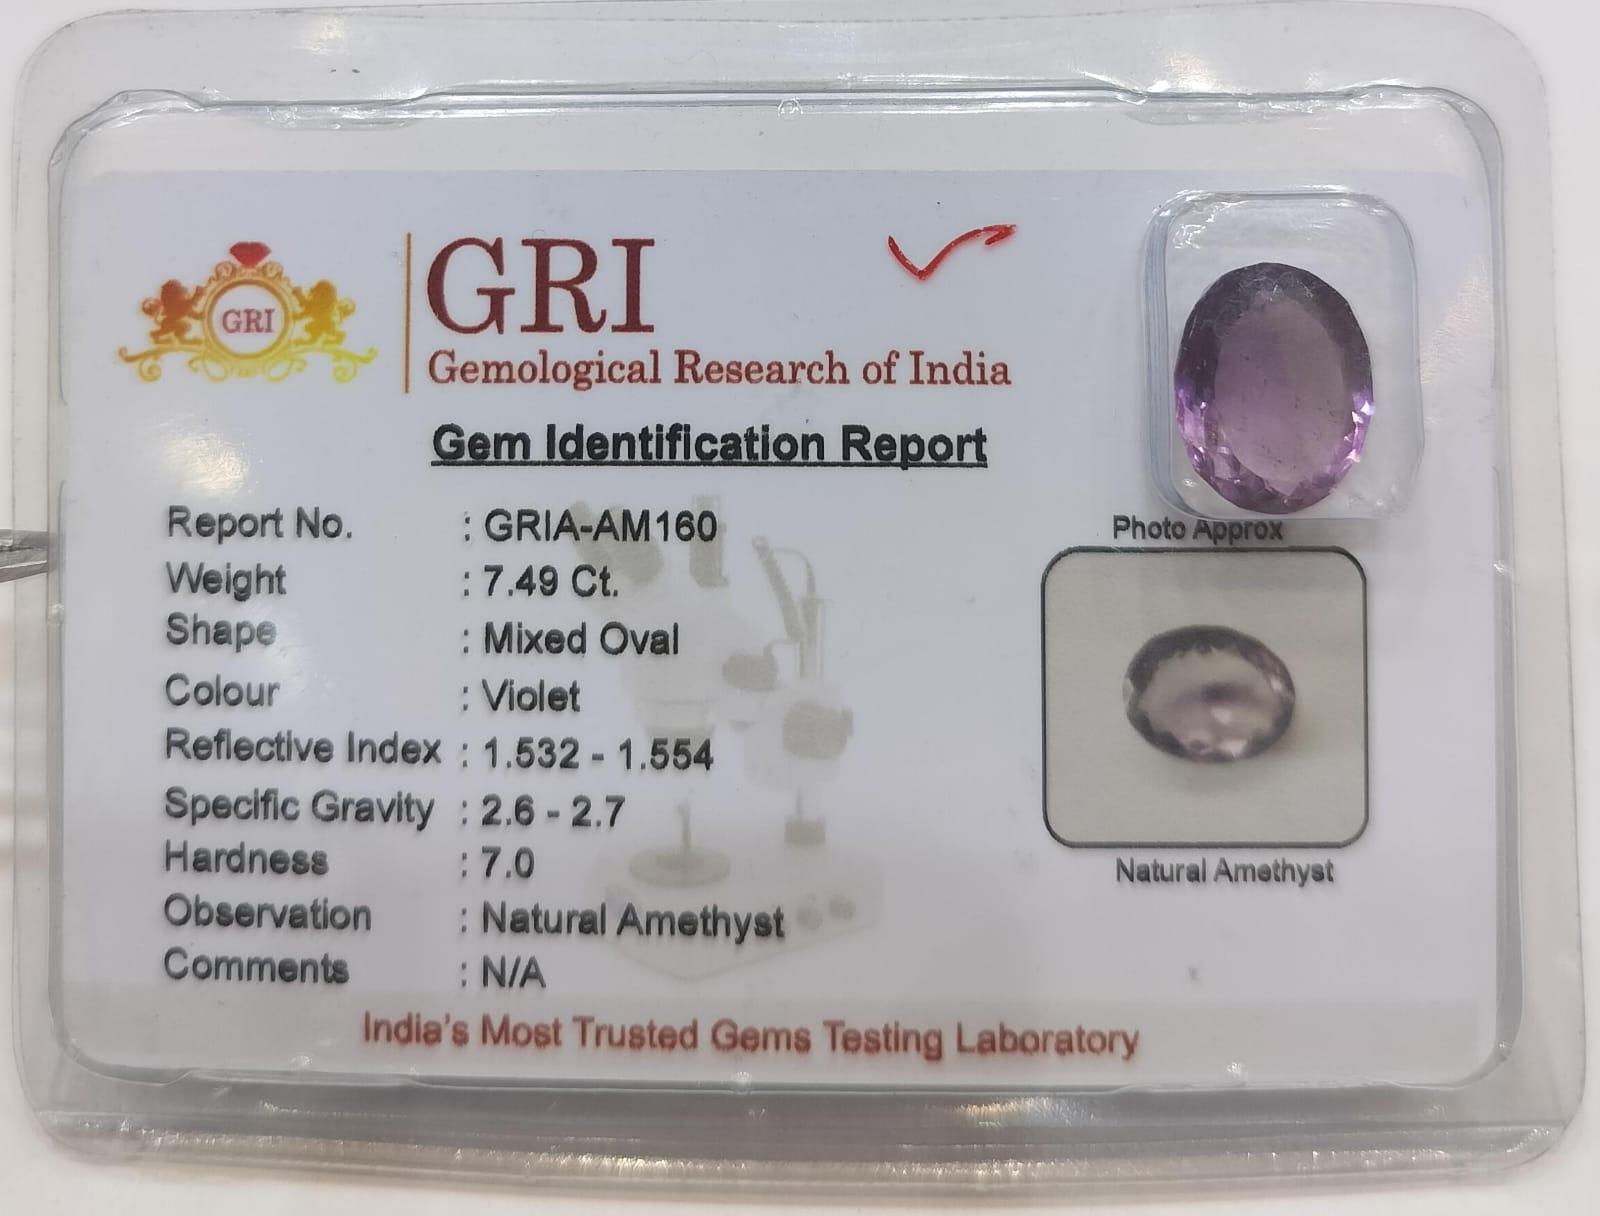 GRI
GRI
Gemological Research of India
Gem Identification Report
Report No. : GRIA-AM160
Weight : 7.49 Ct.
Shape : Mixed Oval
Colour : Violet
Reflective Index : 1.532 - 1.554
Specific Gravity : 2.6 - 2.7
Hardness : 7.0
Observation : Natural Amethyst
Comments : N/A
Photo Approx
Natural Amethyst
India's Most Trusted Gems Testing Laboratory